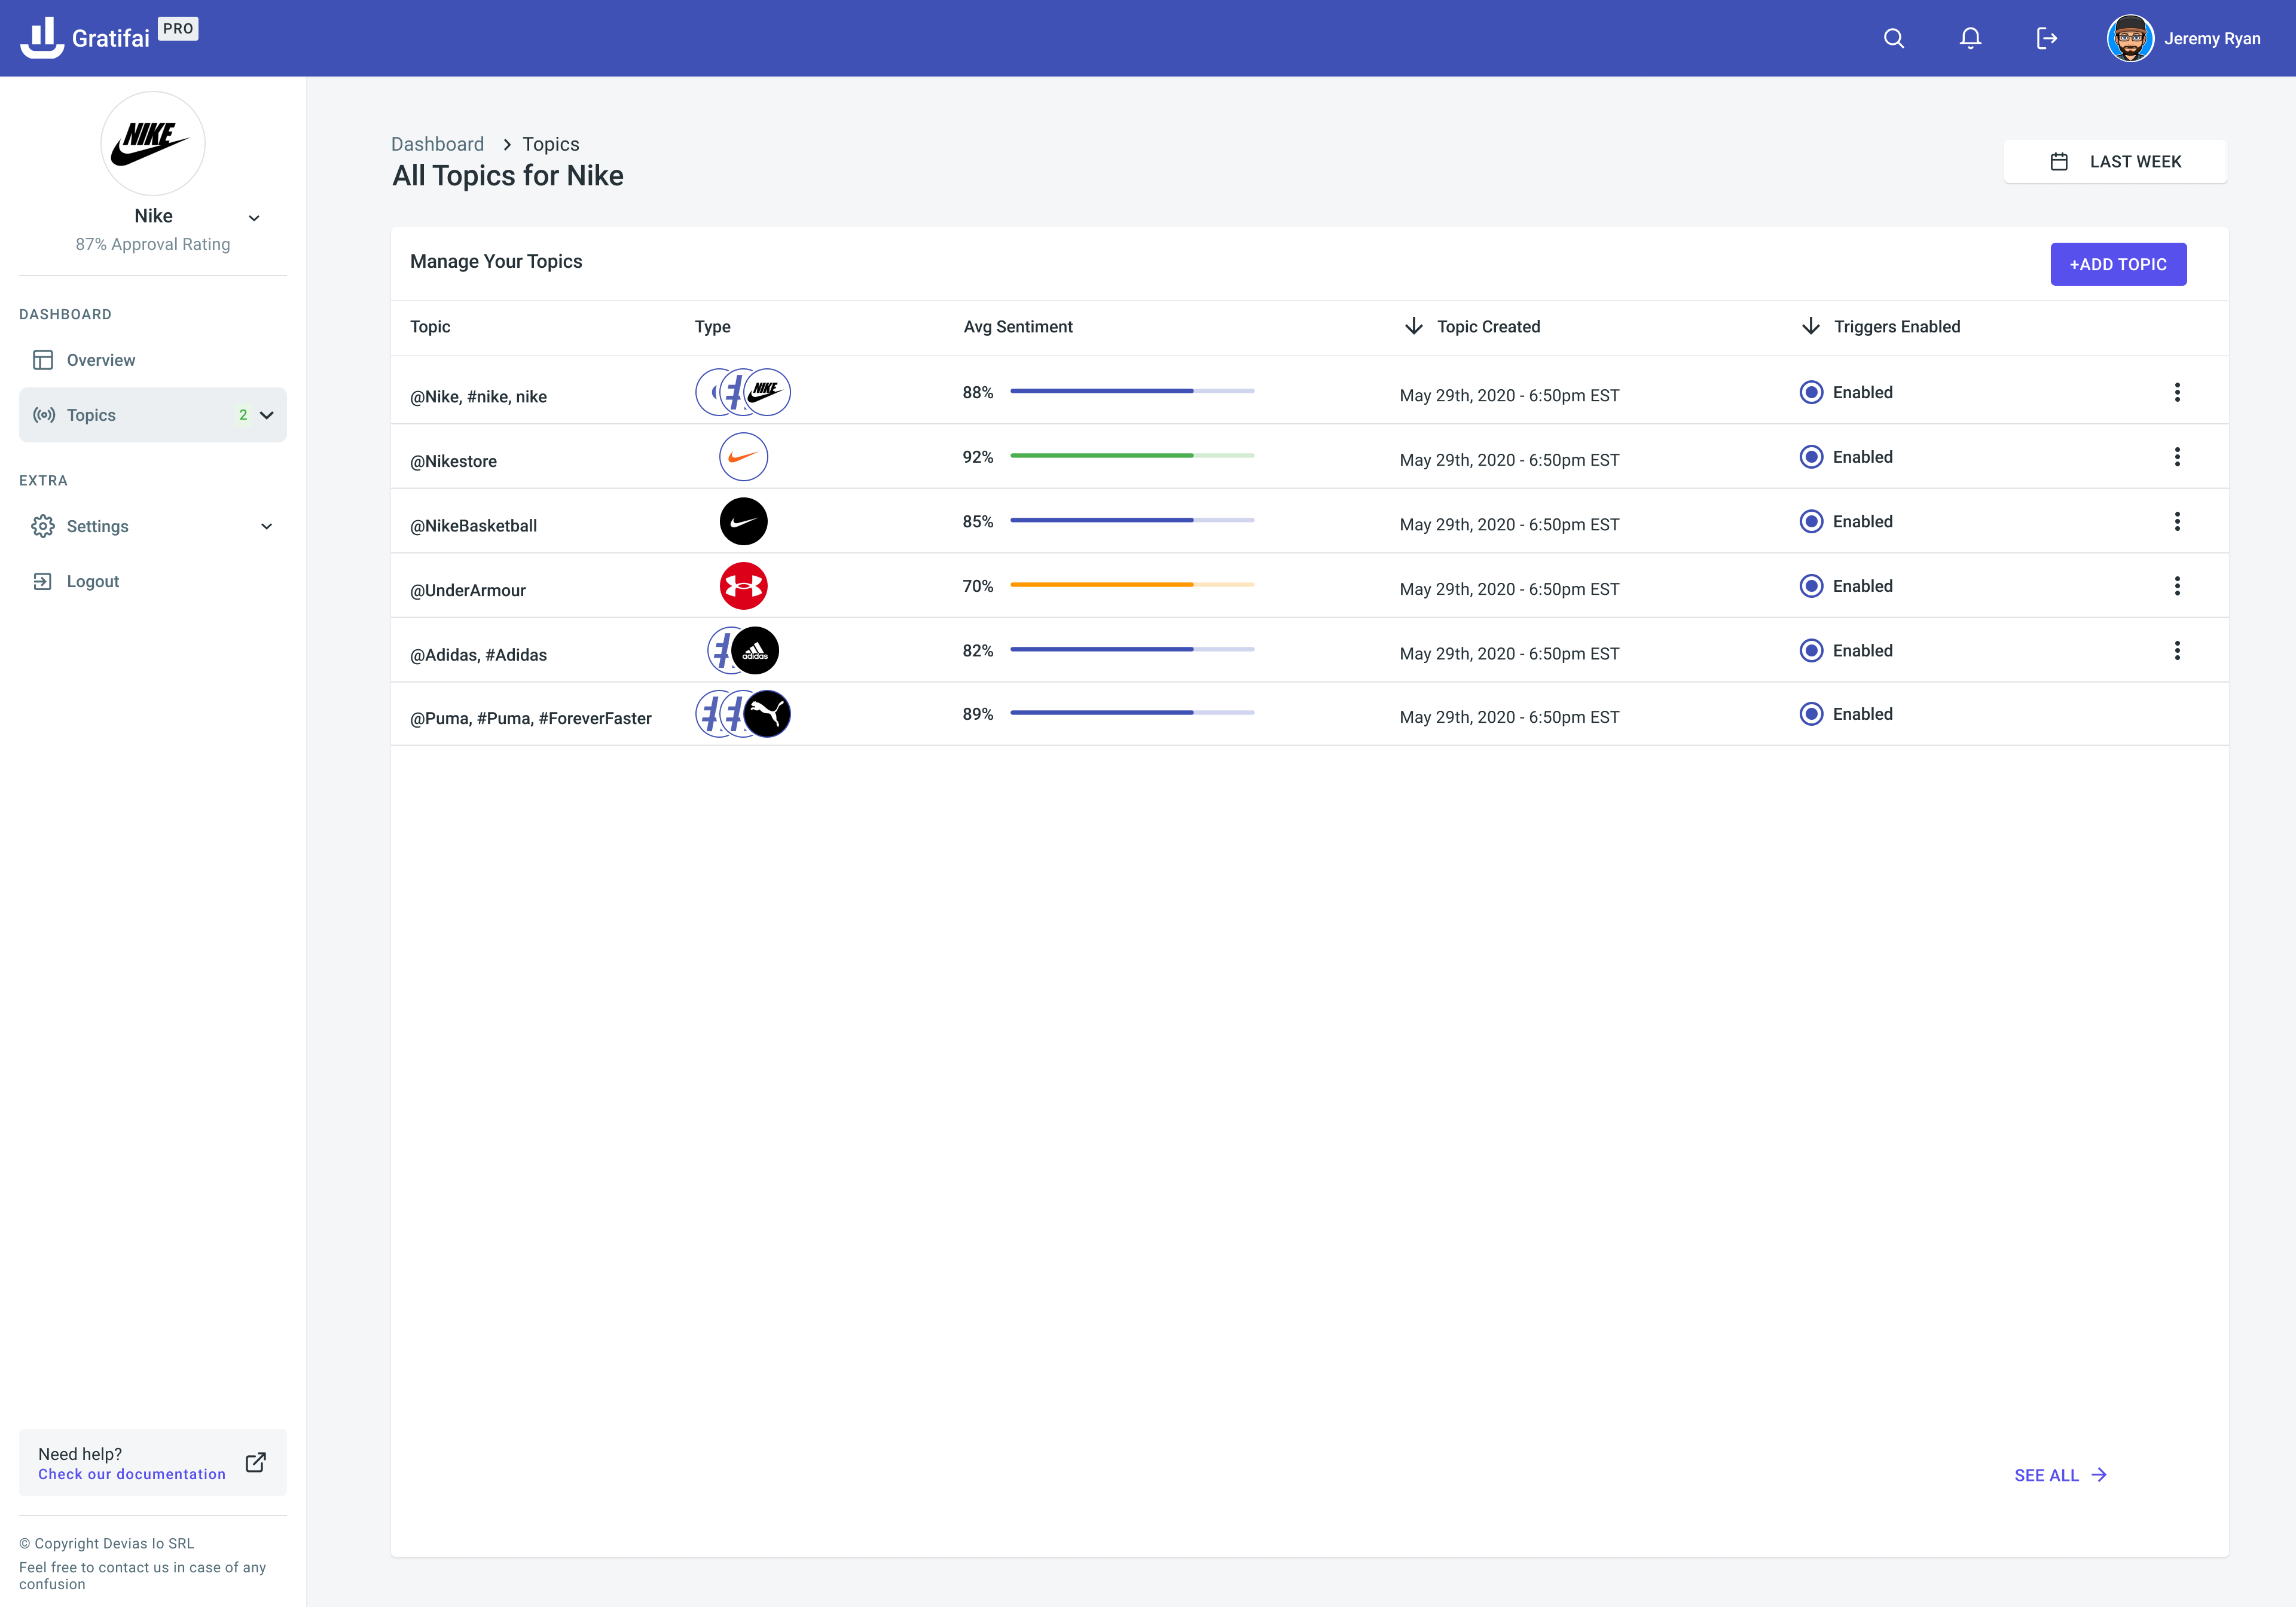 Gratifai PRO
Jeremy Ryan
NIKE
Nike
87% Approval Rating
DASHBOARD
Overview
Topics 2
EXTRA
Settings
Logout
Need help?
Check our documentation
© Copyright Devias Io SRL
Feel free to contact us in case of any
confusion
Dashboard > Topics
All Topics for Nike
LAST WEEK
Manage Your Topics
+ADD TOPIC
Topic Type Avg Sentiment Topic Created Triggers Enabled
@Nike, #nike, nike # NIKE 88% May 29th, 2020 - 6:50pm EST Enabled
@Nikestore 92% May 29th, 2020 - 6:50pm EST Enabled
@NikeBasketball 85% May 29th, 2020 - 6:50pm EST Enabled
@UnderArmour 70% May 29th, 2020 - 6:50pm EST Enabled
@Adidas, #Adidas # adidas 82% May 29th, 2020 - 6:50pm EST Enabled
@Puma, #Puma, #ForeverFaster # # 89% May 29th, 2020 - 6:50pm EST Enabled
SEE ALL